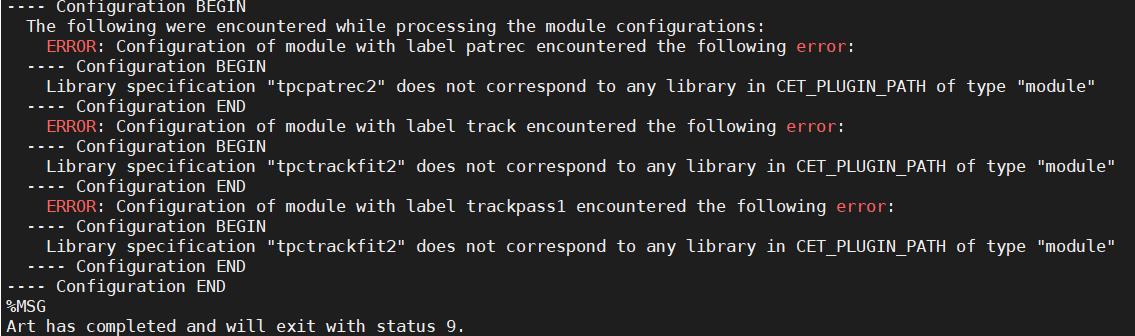 ---- Configuration BEGIN
  The following were encountered while processing the module configurations:
    ERROR: Configuration of module with label patrec encountered the following error:
  ---- Configuration BEGIN
    Library specification "tpcpatrec2" does not correspond to any library in CET_PLUGIN_PATH of type "module"
  ---- Configuration END
    ERROR: Configuration of module with label track encountered the following error:
  ---- Configuration BEGIN
    Library specification "tpctrackfit2" does not correspond to any library in CET_PLUGIN_PATH of type "module"
  ---- Configuration END
    ERROR: Configuration of module with label trackpass1 encountered the following error:
  ---- Configuration BEGIN
    Library specification "tpctrackfit2" does not correspond to any library in CET_PLUGIN_PATH of type "module"
  ---- Configuration END
---- Configuration END
%MSG
Art has completed and will exit with status 9.